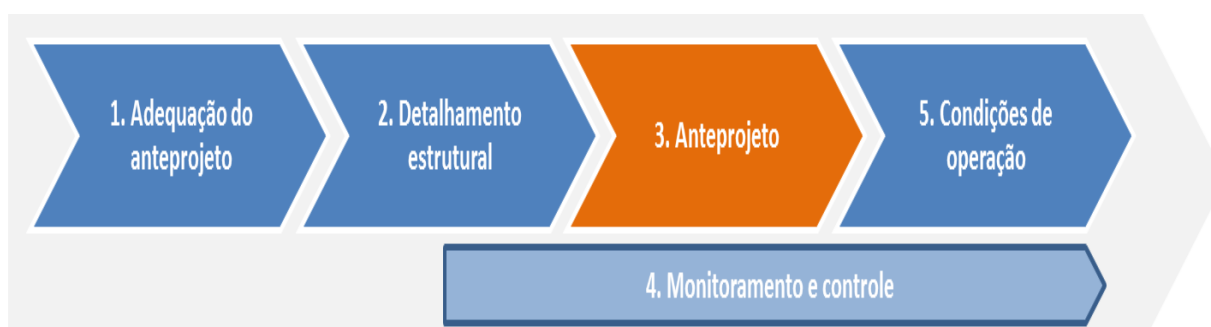 1. Adequação do
anteprojeto
2. Detalhamento
estrutural
3. Anteprojeto
5. Condições de
operação
4. Monitoramento e controle